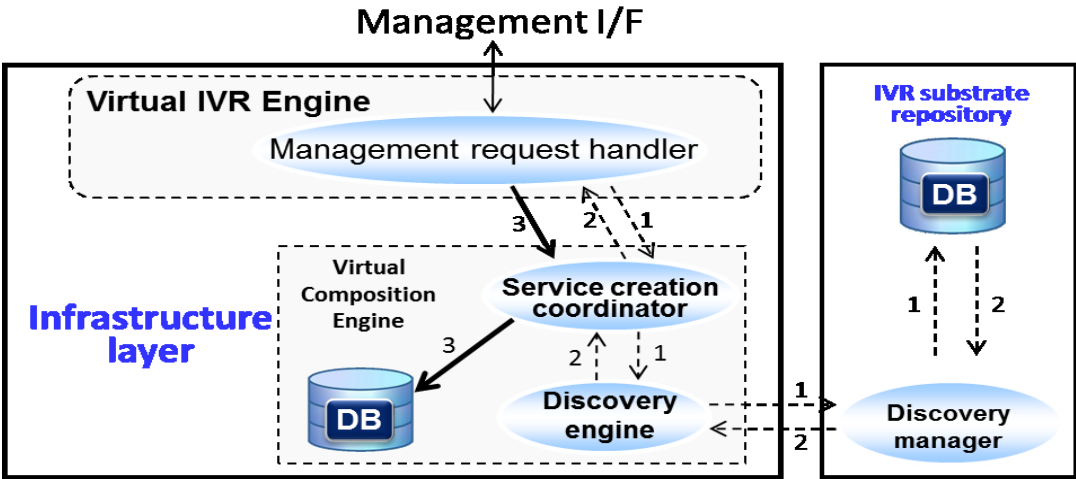 Management I/F
Virtual IVR Engine
Management request handler
3
2
1
Virtual
Composition
Engine
Service creation
coordinator
Infrastructure
layer
3
2
1
DB
Discovery
engine
1
2
IVR substrate
repository
DB
1
2
Discovery
manager